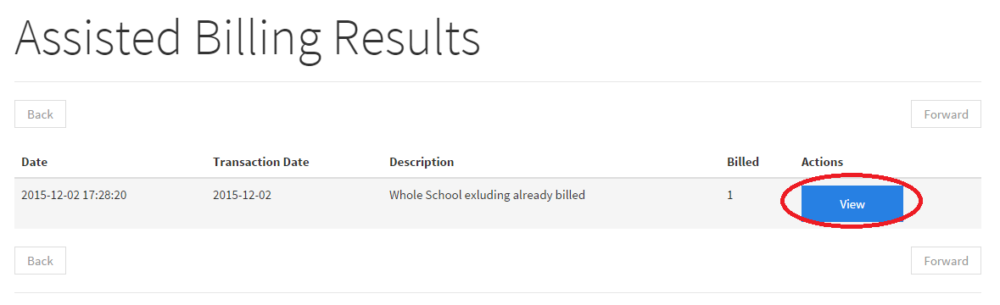 Assisted Billing Results
Back Forward
Date Transaction Date Description Billed Actions
2015-12-02 17:28:20 2015-12-02 Whole School exluding already billed 1 View
Back Forward